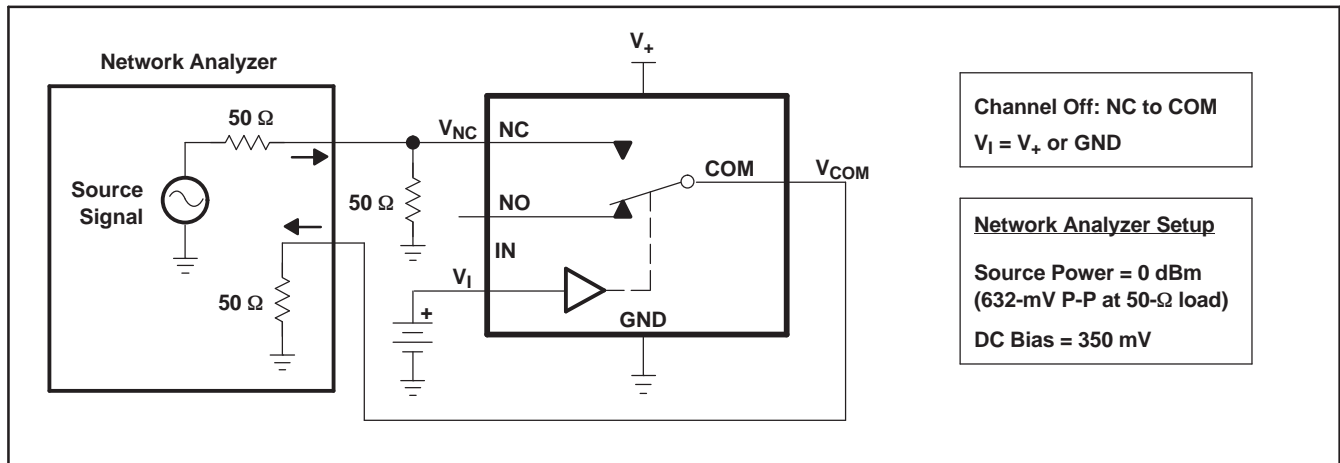 Network Analyzer
50 Ω
Source
Signal
50 Ω
50 Ω
V+
VNC
NC
NO
IN
VI
+
GND
COM
VCOM
Channel Off: NC to COM
VI = V+ or GND
Network Analyzer Setup
Source Power = 0 dBm
(632-mV P-P at 50-Ω load)
DC Bias = 350 mV